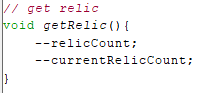 // get relic
void getRelic(){
    --relicCount;
    --currentRelicCount;
}